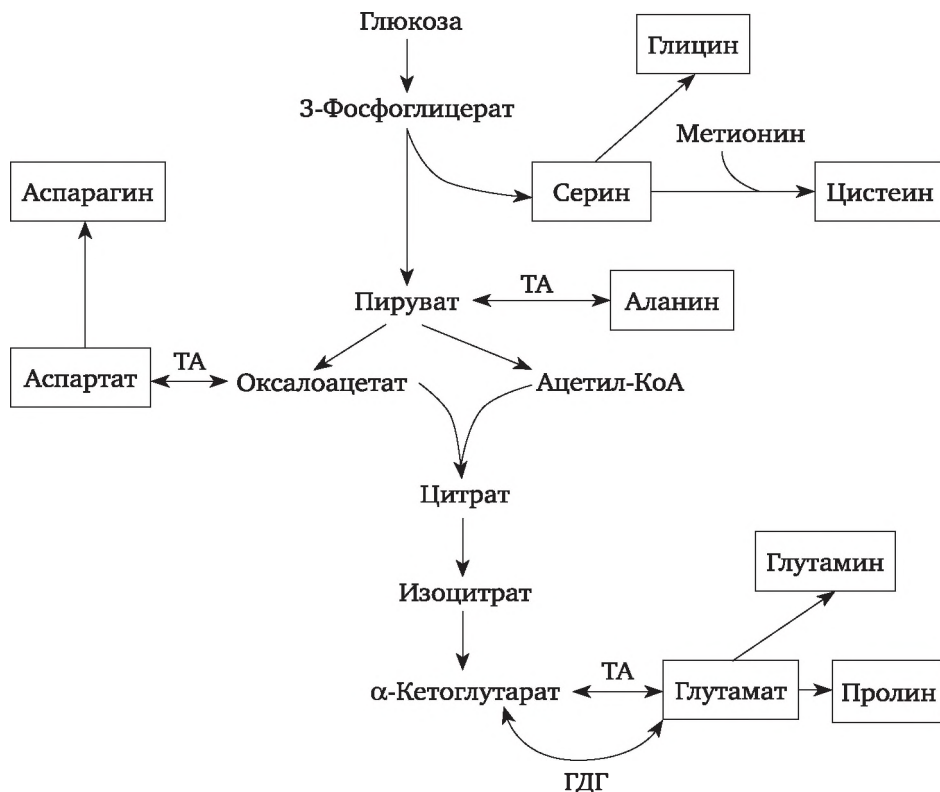 Глюкоза
Глицин
3-Фосфоглицерат
Метионин
Аспарагин
Серин
Цистеин
Пируват
ТА
Аланин
Аспартат
ТА
Оксалоацетат
Ацетил-КоА
Цитрат
Глутамин
Изоцитрат
α-Кетоглутарат
ТА
Глутамат
Пролин
ГДГ